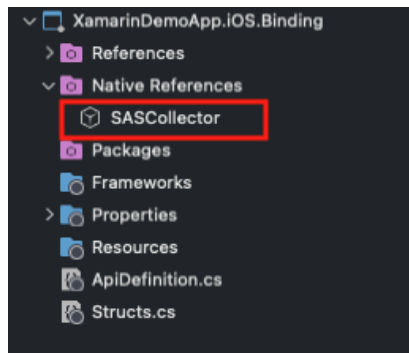 XamarinDemoApp.iOS.Binding
References
Native References
SASCollector
Packages
Frameworks
Properties
Resources
ApiDefinition.cs
Structs.cs